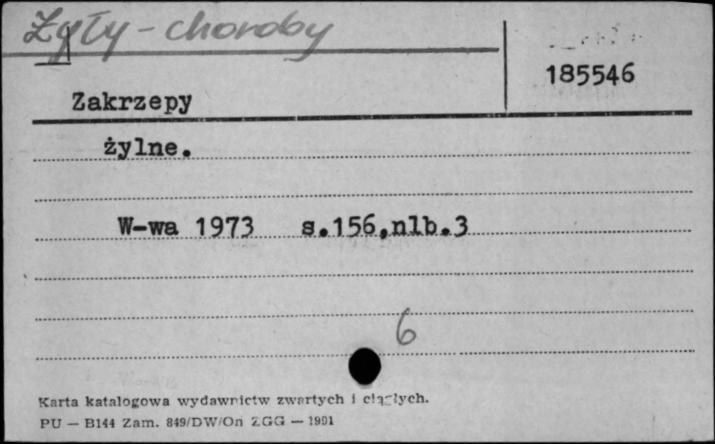 Żyły - choroby
185546
Zakrzepy
żylne.
W-wa 1973 s.156,nlb.3
6
Karta katalogowa wydawnictw zwartych i ciągłych.
PU — B144 Zam. 849/DW/On ZGG — 1991